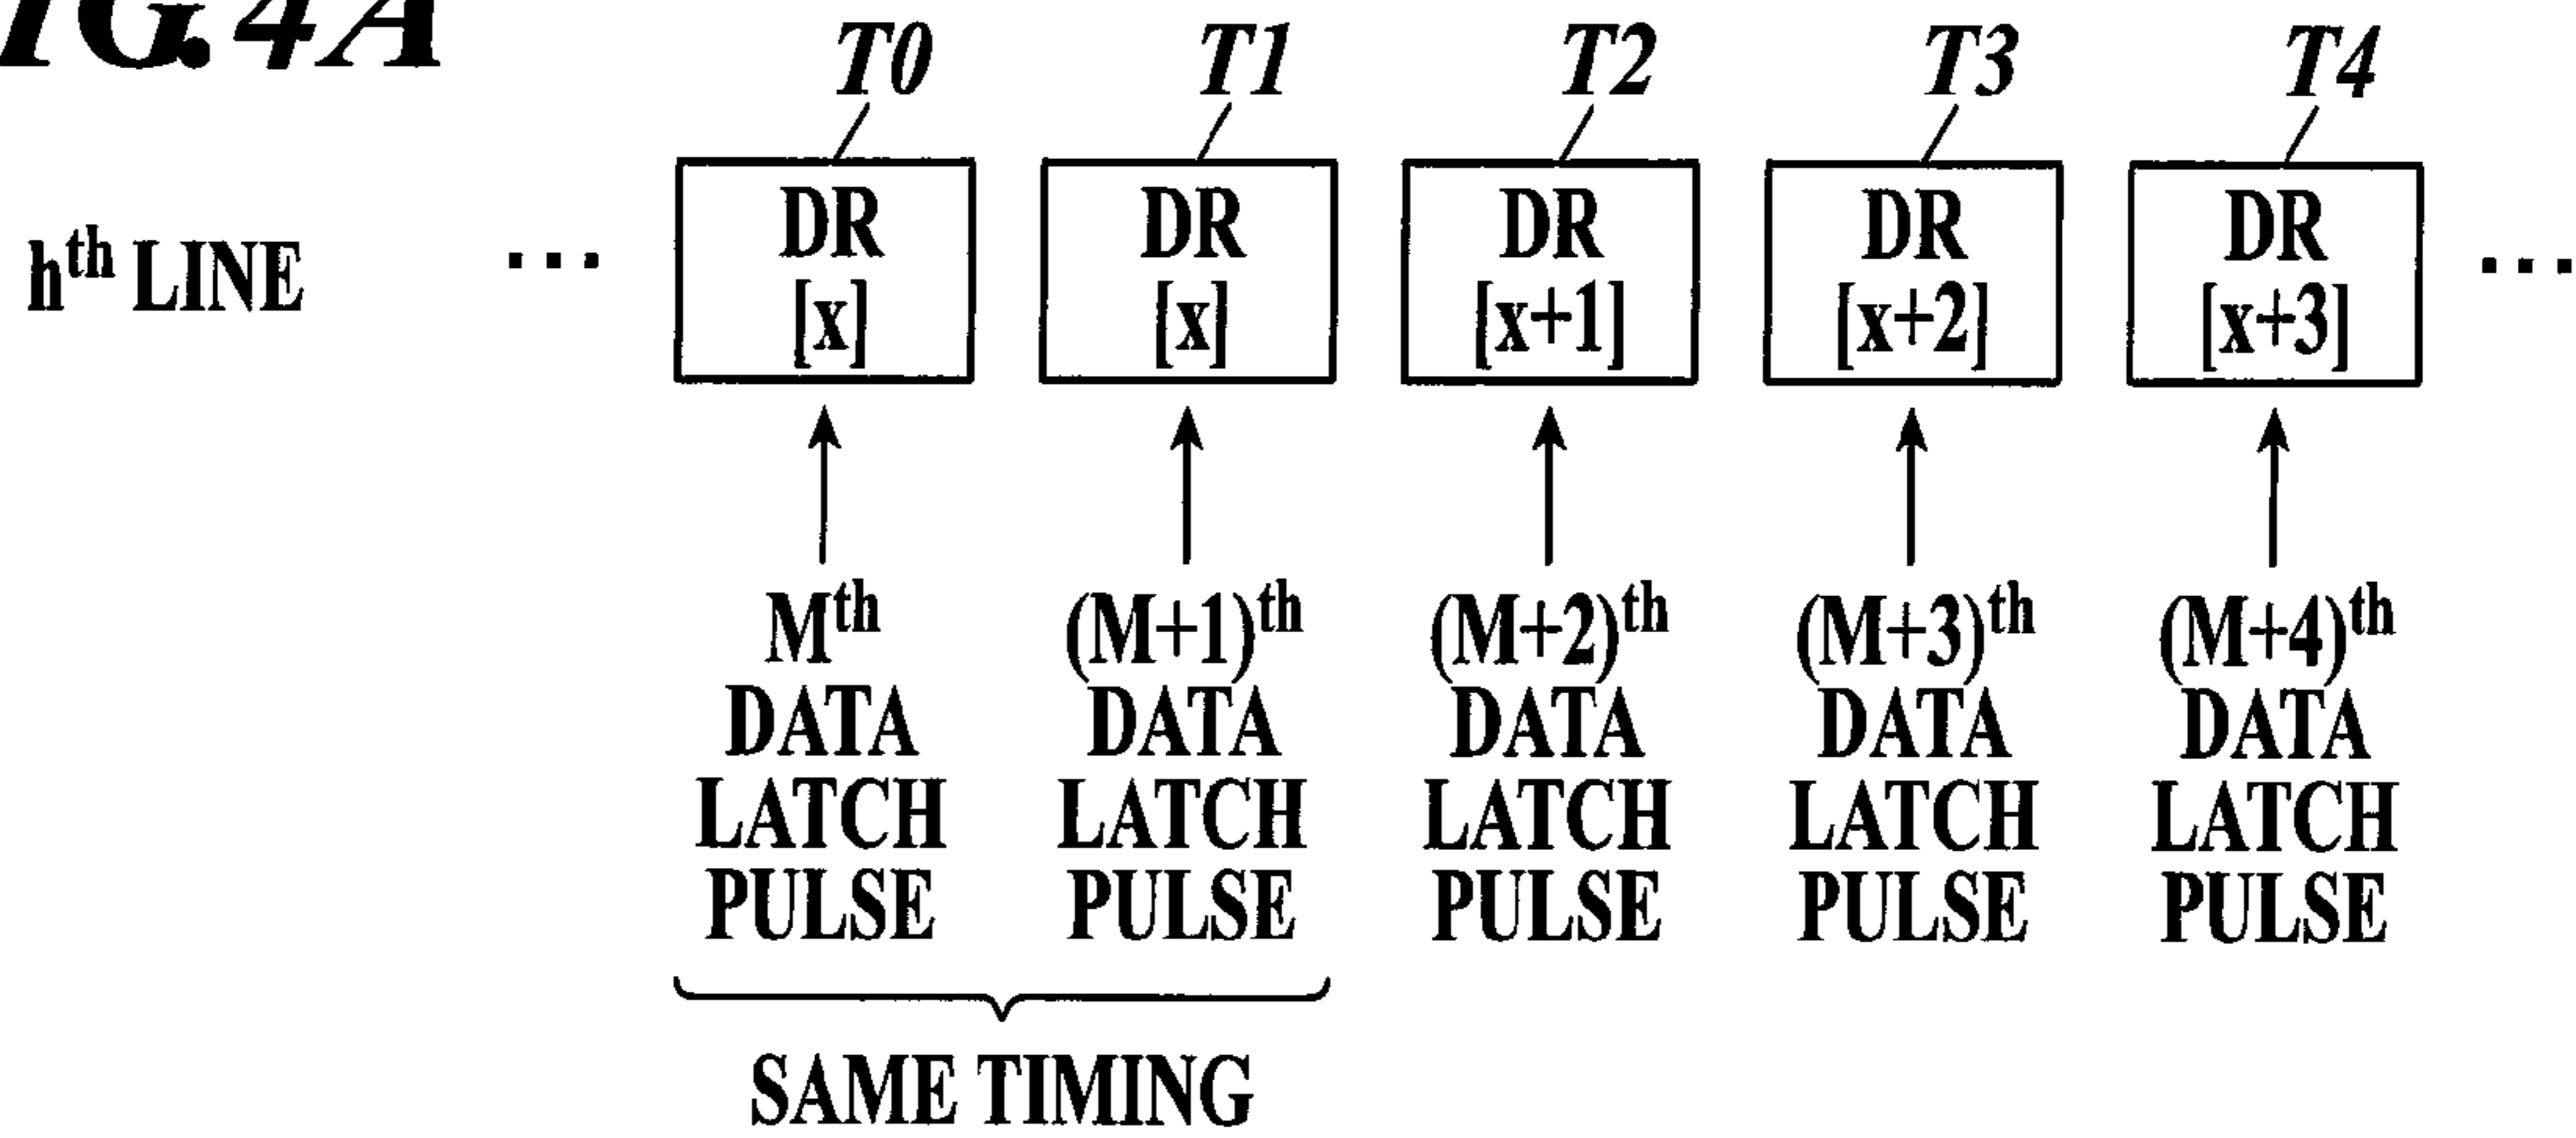 IG. 4A
T0 T1 T2 T3 T4
hth LINE ... DR [x] DR [x] DR [x+1] DR [x+2] DR [x+3] ...
Mth DATA LATCH PULSE
(M+1)th DATA LATCH PULSE
(M+2)th DATA LATCH PULSE
(M+3)th DATA LATCH PULSE
(M+4)th DATA LATCH PULSE
SAME TIMING